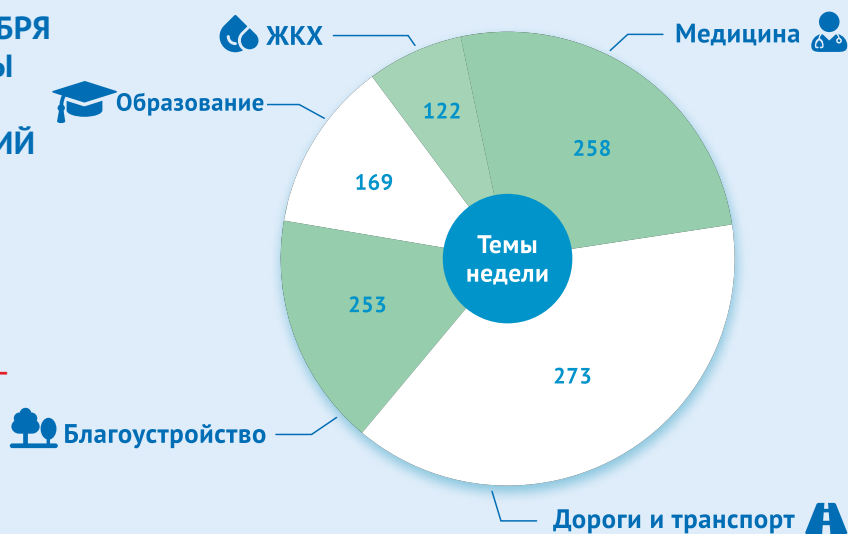 ЖКХ
Медицина
Образование
122
258
169
Темы
недели
253
273
Благоустройство
Дороги и транспорт